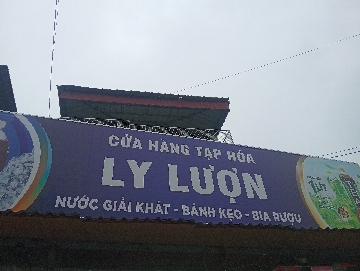 CỬA HÀNG TẠP HÓA
LY LƯỢN
NƯỚC GIẢI KHÁT - BÁNH KẸO - BIA RƯỢU